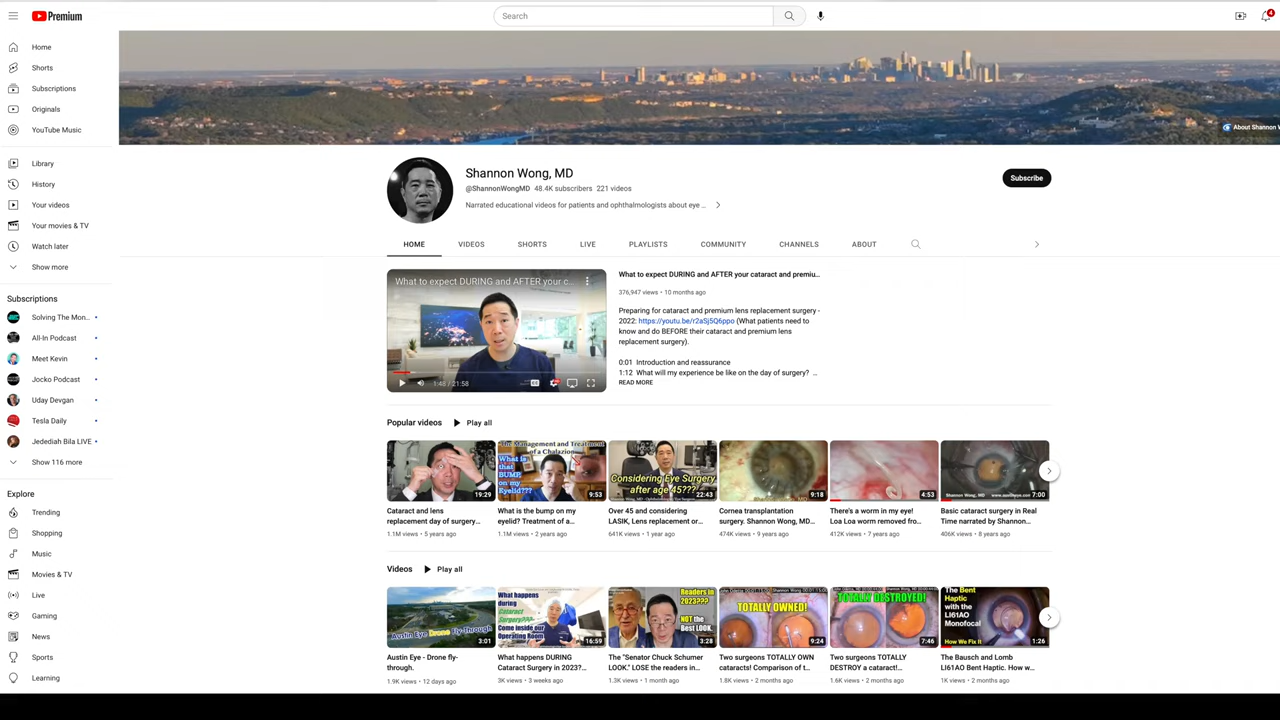 Premium
Search
4
Home
Shorts
Subscriptions
Originals
YouTube Music
Library
History
Your videos
Your movies & TV
Watch later
Show more
Subscriptions
Solving The Mon...
All-In Podcast
Meet Kevin
Jocko Podcast
Uday Devgan
Tesla Daily
Jedediah Bila LIVE
Show 116 more
Explore
Trending
Shopping
Music
Movies & TV
Live
Gaming
News
Sports
Learning
About Shannon W
Shannon Wong, MD
@ShannonWongMD 48.4K subscribers 221 videos
Narrated educational videos for patients and ophthalmologists about eye ...
Subscribe
HOME VIDEOS SHORTS LIVE PLAYLISTS COMMUNITY CHANNELS ABOUT
What to expect DURING and AFTER your c...
1:48 / 21:58
What to expect DURING and AFTER your cataract and premiu...
376,947 views • 10 months ago
Preparing for cataract and premium lens replacement surgery -
2022: https://youtu.be/r2aSj5Q6ppo (What patients need to
know and do BEFORE their cataract and premium lens
replacement surgery).
0:01 Introduction and reassurance
1:12 What will my experience be like on the day of surgery? ...
READ MORE
Popular videos Play all
19:29
Cataract and lens
replacement day of surgery...
1.1M views • 5 years ago
The Management and Treatment
of a Chalazion
What is
that
BUMP
on my
Eyelid???
9:53
What is the bump on my
eyelid? Treatment of a...
1.1M views • 2 years ago
Considering Eye Surgery
after age 45???
22:43
Over 45 and considering
LASIK, Lens replacement or...
641K views • 1 year ago
9:18
Cornea transplantation
surgery. Shannon Wong, MD...
474K views • 9 years ago
4:53
There's a worm in my eye!
Loa Loa worm removed fro...
412K views • 7 years ago
Shannon Wong, MD
7:00
Basic cataract surgery in Real
Time narrated by Shannon...
406K views • 8 years ago
Videos Play all
Austin Eye Drone Fly-Through
3:01
Austin Eye - Drone fly-
through.
1.9K views • 12 days ago
What happens
during
Cataract
Surgery???
Come inside our
Operating Room
16:59
What happens DURING
Cataract Surgery in 2023?...
3K views • 3 weeks ago
Readers in
2023???
NOT the
Best LOOK.
3:28
The "Senator Chuck Schumer
LOOK." LOSE the readers in...
1.3K views • 1 month ago
Shannon Wong, MD
TOTALLY OWNED!
9:24
Two surgeons TOTALLY OWN
cataracts! Comparison of t...
1.8K views • 2 months ago
Shannon Wong, MD
TOTALLY DESTROYED!
7:46
Two surgeons TOTALLY
DESTROY a cataract!...
1.6K views • 2 months ago
The Bent
Haptic
with the
LI61AO
Monofocal
How We Fix It
1:26
The Bausch and Lomb
LI61AO Bent Haptic. How w...
1K views • 2 months ago